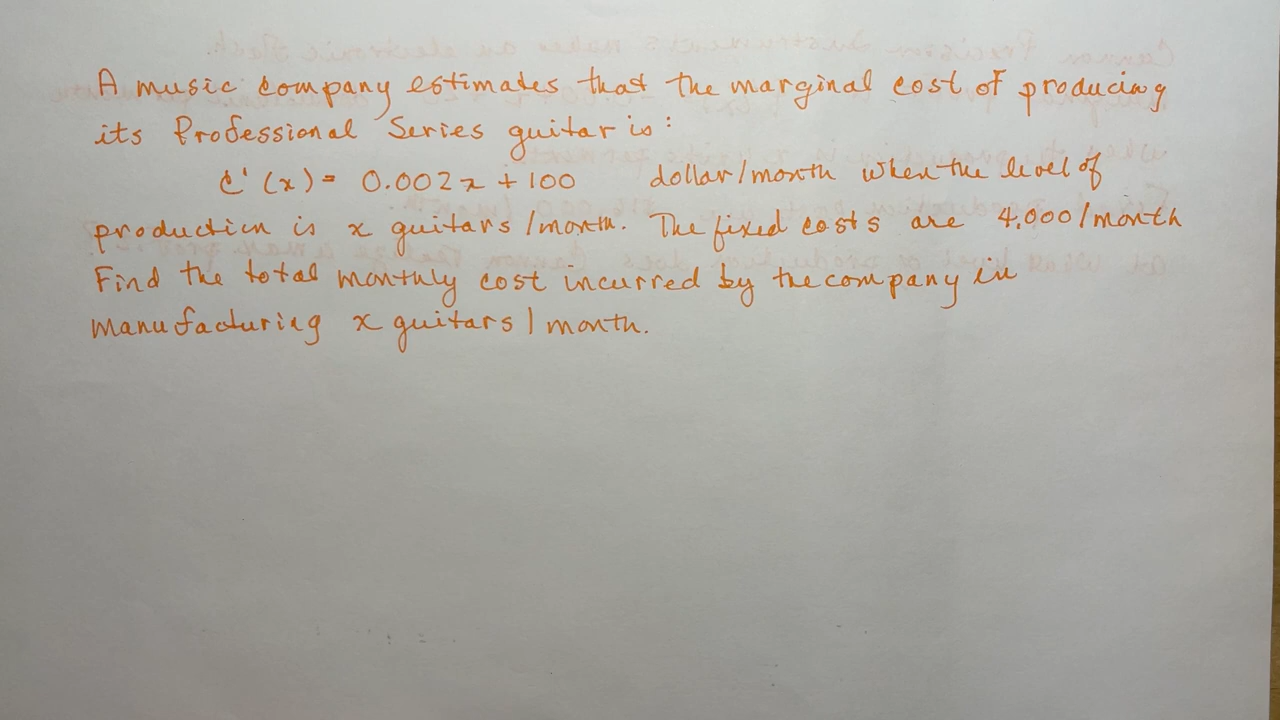 A music company estimates that the marginal cost of producing
its Professional Series guitar is:
C'(x) = 0.002x + 100 dollar/month when the level of
production is x guitars /month. The fixed costs are 4,000/month
Find the total monthly cost incurred by the company in
manufacturing x guitars / month.